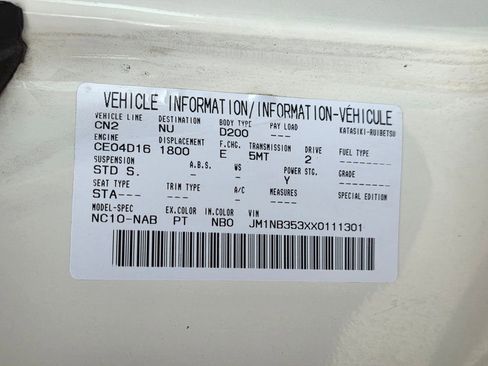 VEHICLE INFORMATION/INFORMATION-VÉHICULE
VEHICLE LINE DESTINATION BODY TYPE PAY LOAD KATASIKI-RUIBETSU
CN2 NU D200 ------
ENGINE DISPLACEMENT F.CHG. TRANSMISSION DRIVE FUEL TYPE
CE04D16 1800 E 5MT 2 ------
SUSPENSION A.B.S. WS POWER STG. GRADE
STD S. -- -- Y ------
SEAT TYPE TRIM TYPE A/C MEASURES SPECIAL EDITION
STA--- ---- -- ----
MODEL-SPEC EX.COLOR IN.COLOR VIN
NC10-NAB PT NB0 JM1NB353XX0111301